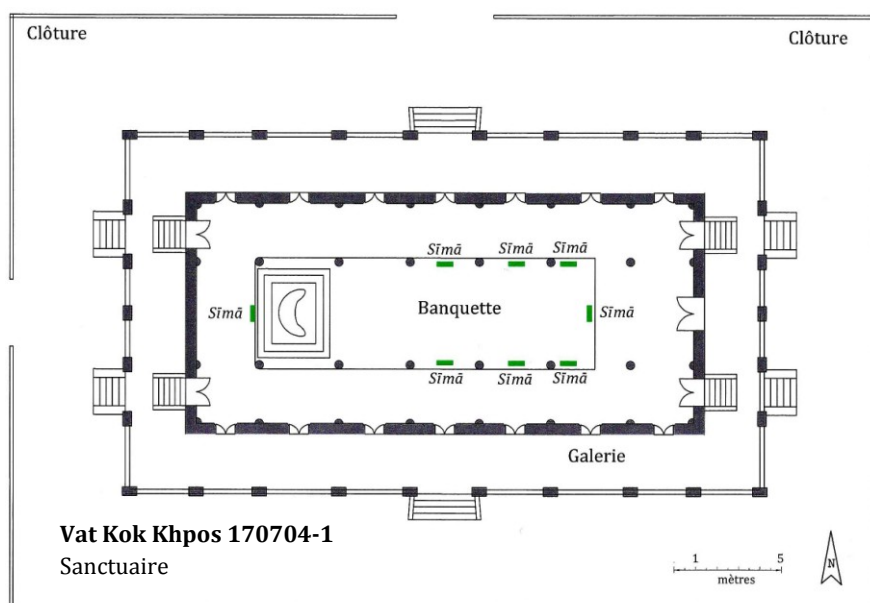 Clôture
Clôture
Sīmā
Sīmā
Sīmā
Sīmā
Banquette
Sīmā
Sīmā
Sīmā
Sīmā
Galerie
Vat Kok Khpos 170704-1
Sanctuaire
1
5
mètres
N